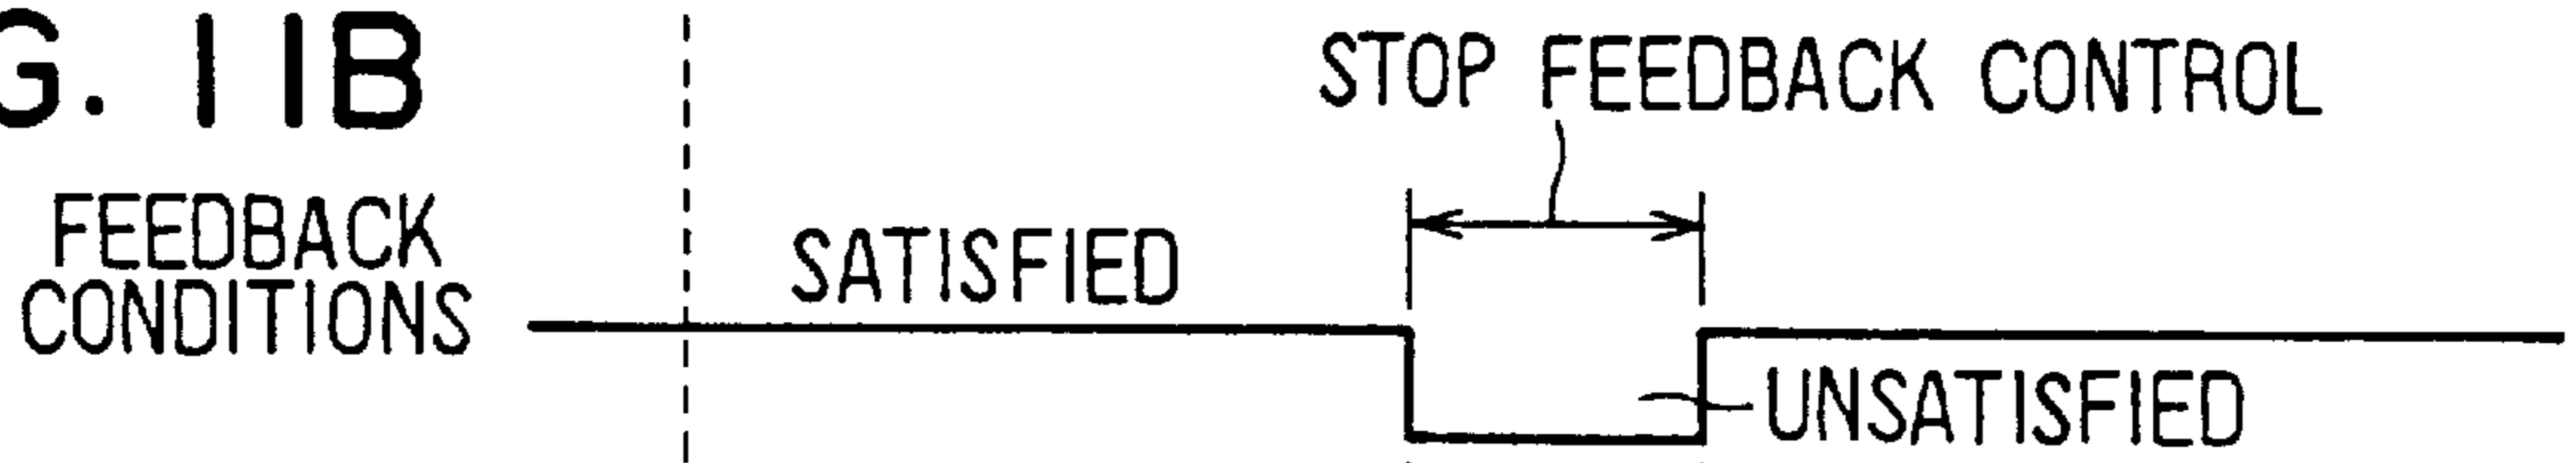 G. 11B
STOP FEEDBACK CONTROL
FEEDBACK
CONDITIONS
SATISFIED
UNSATISFIED